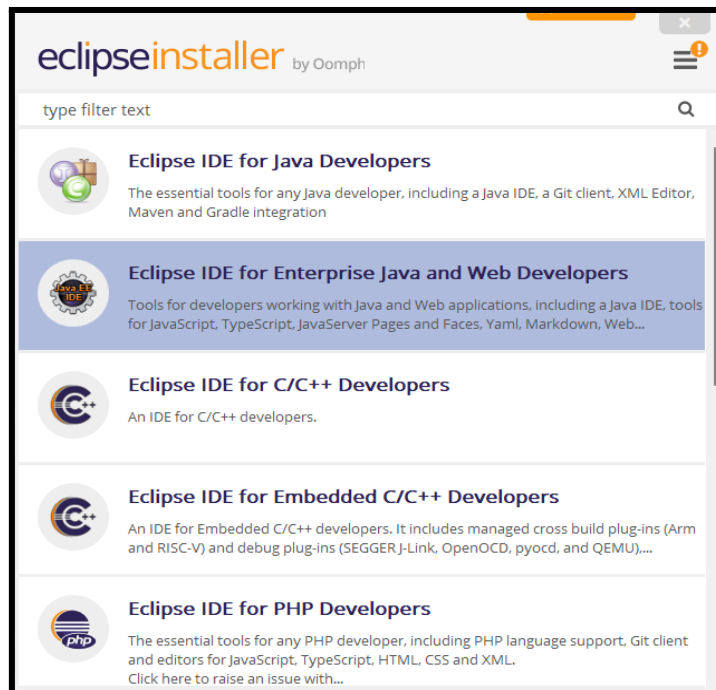 eclipseinstaller by Oomph
type filter text
Eclipse IDE for Java Developers
The essential tools for any Java developer, including a Java IDE, a Git client, XML Editor,
Maven and Gradle integration
Java EE
IDE
Eclipse IDE for Enterprise Java and Web Developers
Tools for developers working with Java and Web applications, including a Java IDE, tools
for JavaScript, TypeScript, JavaServer Pages and Faces, Yaml, Markdown, Web...
C++
Eclipse IDE for C/C++ Developers
An IDE for C/C++ developers.
C++
Eclipse IDE for Embedded C/C++ Developers
An IDE for Embedded C/C++ developers. It includes managed cross build plug-ins (Arm
and RISC-V) and debug plug-ins (SEGGER J-Link, OpenOCD, pyocd, and QEMU),...
php
Eclipse IDE for PHP Developers
The essential tools for any PHP developer, including PHP language support, Git client
and editors for JavaScript, TypeScript, HTML, CSS and XML.
Click here to raise an issue with...